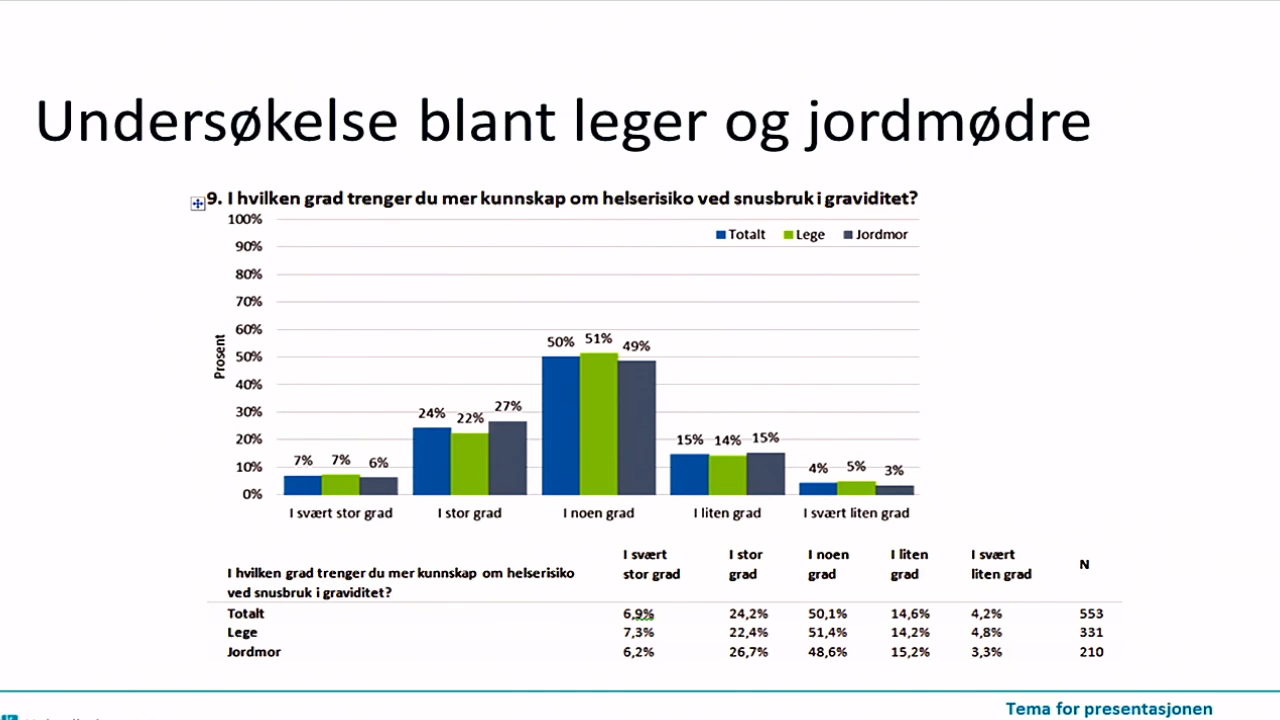 Undersøkelse blant leger og jordmødre
9. I hvilken grad trenger du mer kunnskap om helserisiko ved snusbruk i graviditet?
100%
90%
80%
70%
60%
50%
40%
30%
20%
10%
0%
Prosent
Totalt Lege Jordmor
7% 7% 6%
24% 22% 27%
50% 51% 49%
15% 14% 15%
4% 5% 3%
I svært stor grad I stor grad I noen grad I liten grad I svært liten grad
I hvilken grad trenger du mer kunnskap om helserisiko
ved snusbruk i graviditet?
I svært
stor grad
I stor
grad
I noen
grad
I liten
grad
I svært
liten grad
N
Totalt 6,9% 24,2% 50,1% 14,6% 4,2% 553
Lege 7,3% 22,4% 51,4% 14,2% 4,8% 331
Jordmor 6,2% 26,7% 48,6% 15,2% 3,3% 210
Tema for presentasjonen